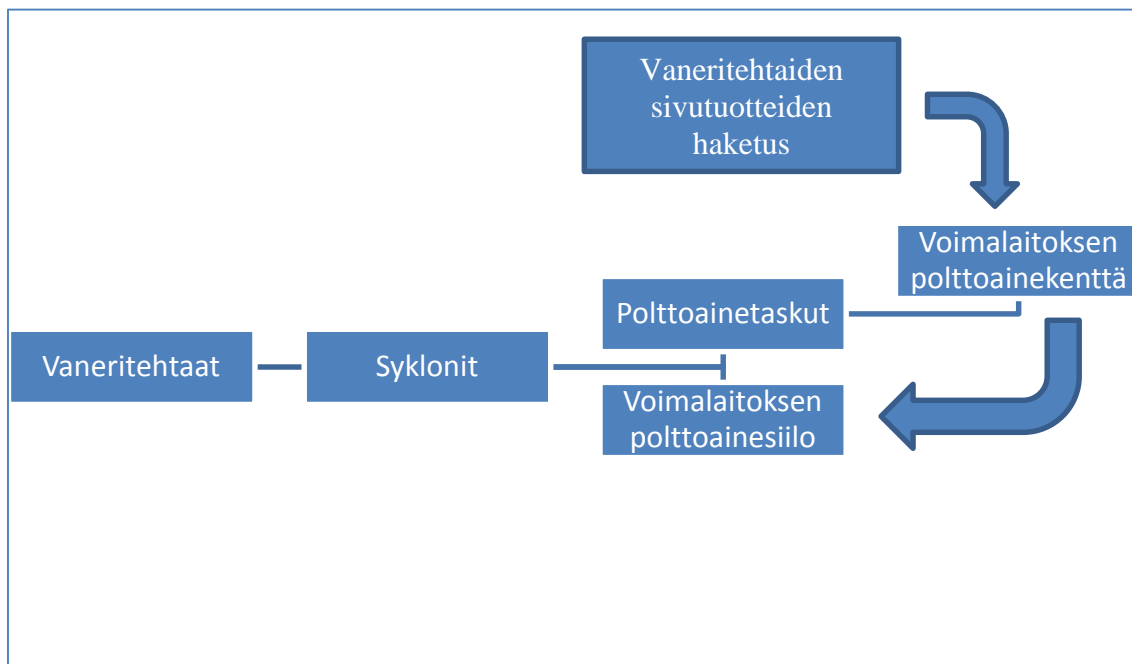 Vaneritehtaiden
sivutuotteiden
haketus
Voimalaitoksen
polttoainekenttä
Polttoainetaskut
Vaneritehtaat
Syklonit
Voimalaitoksen
polttoainesiilo